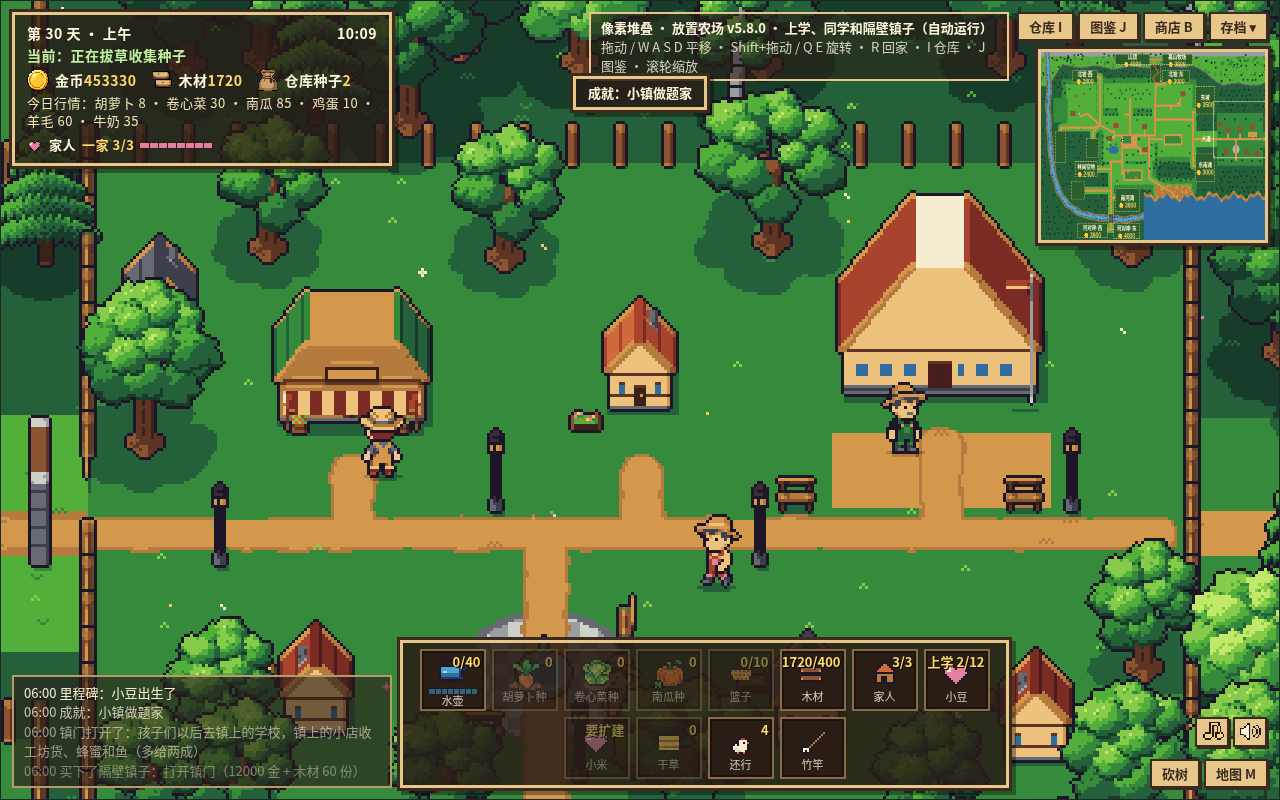 第 30 天 · 上午 10:09
当前：正在拔草收集种子
金币453330 木材1720 仓库种子2
今日行情：胡萝卜 8 · 卷心菜 30 · 南瓜 85 · 鸡蛋 10 ·
羊毛 60 · 牛奶 35
家人 一家 3/3
像素堆叠 · 放置农场 v5.8.0 · 上学、同学和隔壁镇子（自动运行）
拖动 / W A S D 平移 · Shift+拖动 / Q E 旋转 · R 回家 · I 仓库 · J
图鉴 · 滚轮缩放
成就：小镇做题家
仓库 I
图鉴 J
商店 B
存档 ▾
06:00 里程碑：小豆出生了
06:00 成就：小镇做题家
06:00 镇门打开了：孩子们以后去镇上的学校，镇上的小店收
工坊货、蜂蜜和鱼（多给两成）
06:00 买下了隔壁镇子：打开镇门（12000 金 + 木材 60 份）
0/40 水壶
0 胡萝卜种
0 卷心菜种
0 南瓜种
0/10 篮子
1720/400 木材
3/3 家人
上学 2/12 小豆
要扩建 小米
0 干草
4 还行
竹竿
砍树
地图 M